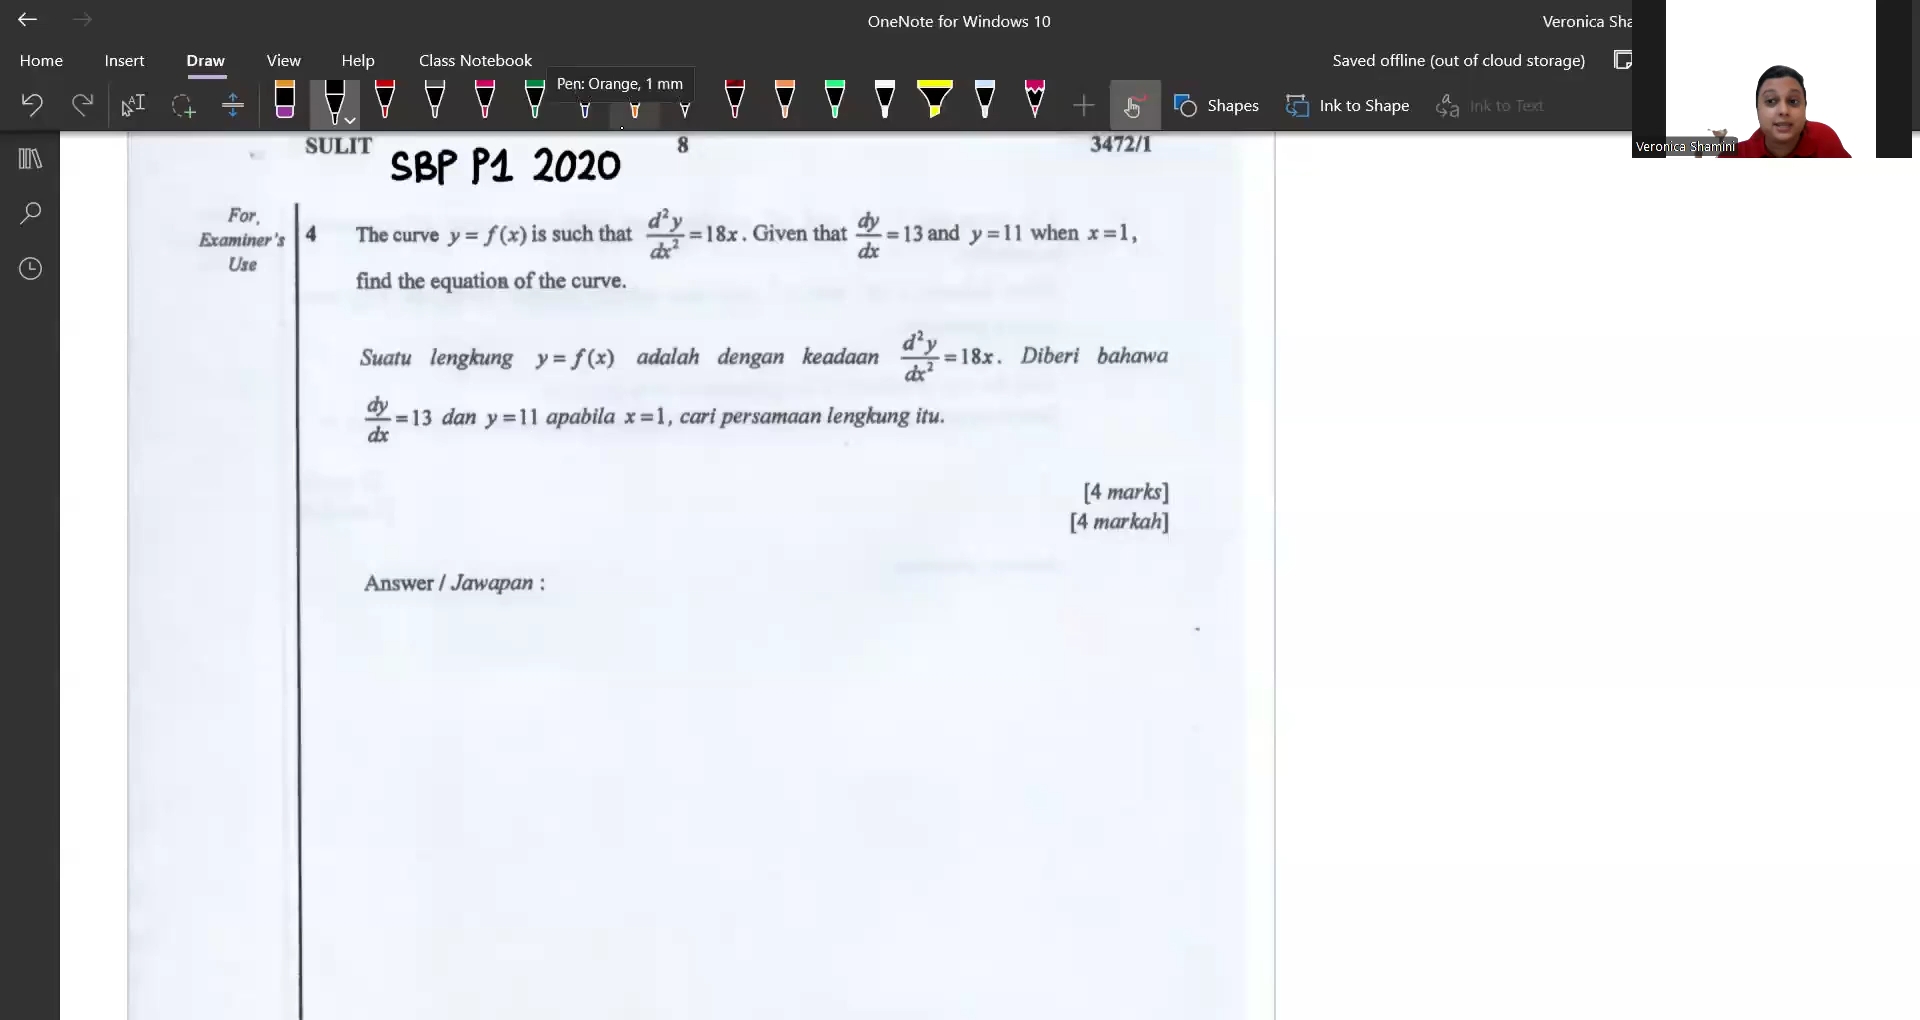 OneNote for Windows 10
Veronica Sha
Home Insert Draw View Help Class Notebook
Saved offline (out of cloud storage)
Pen: Orange, 1 mm
Shapes Ink to Shape Ink to Text
Veronica Shamini
SULIT 8 3472/1
SBP P1 2020
For,
Examiner's
Use
4 The curve y = f(x) is such that d²y/dx² = 18x. Given that dy/dx = 13 and y = 11 when x = 1,
find the equation of the curve.
Suatu lengkung y = f(x) adalah dengan keadaan d²y/dx² = 18x. Diberi bahawa
dy/dx = 13 dan y = 11 apabila x = 1, cari persamaan lengkung itu.
[4 marks]
[4 markah]
Answer / Jawapan :